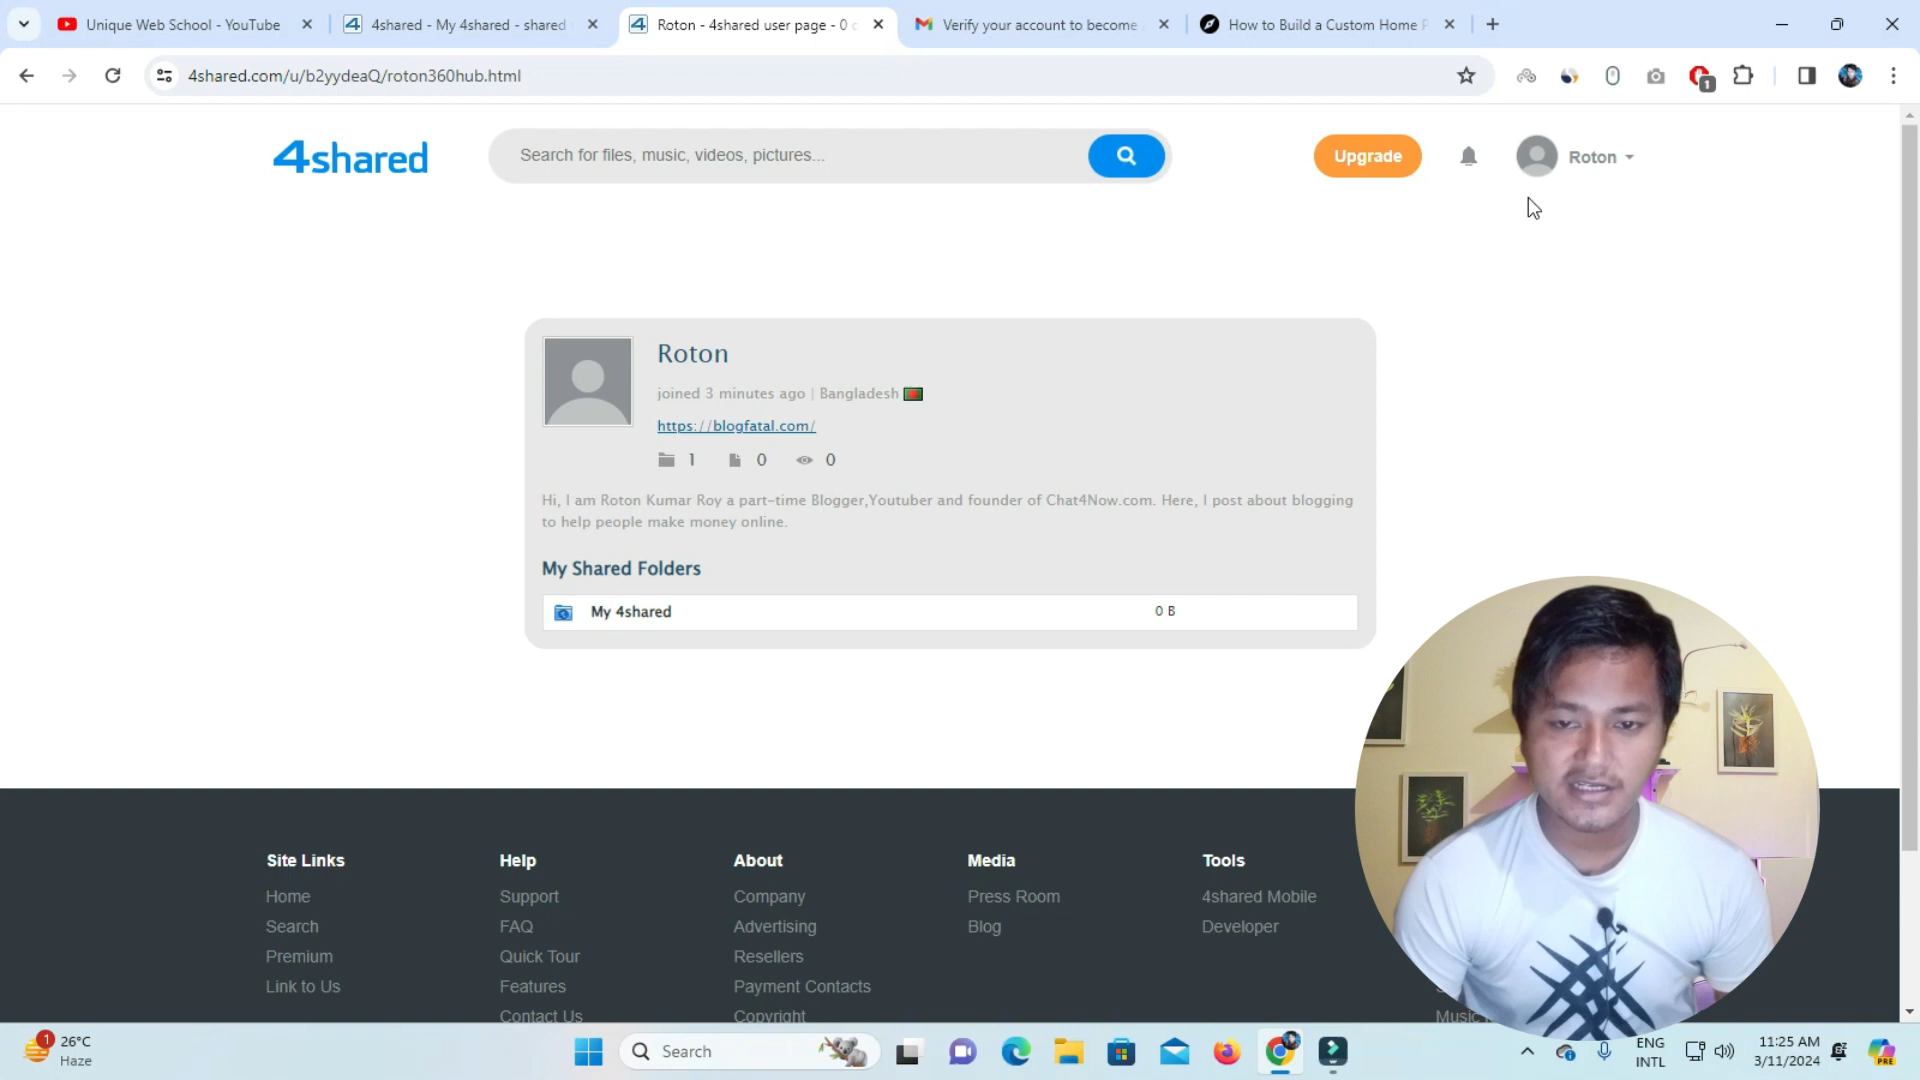 Unique Web School - YouTube
4shared - My 4shared - shared
Roton - 4shared user page - 0
Verify your account to become
How to Build a Custom Home
4shared.com/u/b2yydeaQ/roton360hub.html
1
4shared
Search for files, music, videos, pictures...
Upgrade
Roton
Roton
joined 3 minutes ago | Bangladesh
https://blogfatal.com/
1 0 0
Hi, I am Roton Kumar Roy a part-time Blogger,Youtuber and founder of Chat4Now.com. Here, I post about blogging
to help people make money online.
My Shared Folders
My 4shared 0 B
Site Links
Home
Search
Premium
Link to Us
Help
Support
FAQ
Quick Tour
Features
Contact Us
About
Company
Advertising
Resellers
Payment Contacts
Copyright
Media
Press Room
Blog
Tools
4shared Mobile
Developer
Music
1
26°C
Haze
Search
ENG
INTL
11:25 AM
3/11/2024
PRE